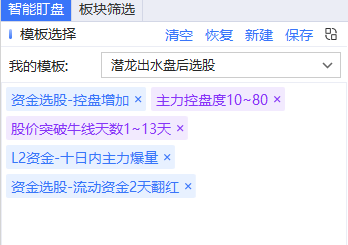 智能盯盘 板块筛选
模板选择 清空 恢复 新建 保存
我的模板: 潜龙出水盘后选股
资金选股-控盘增加 × 主力控盘度10~80 ×
股价突破牛线天数1~13天 ×
L2资金-十日内主力爆量 ×
资金选股-流动资金2天翻红 ×